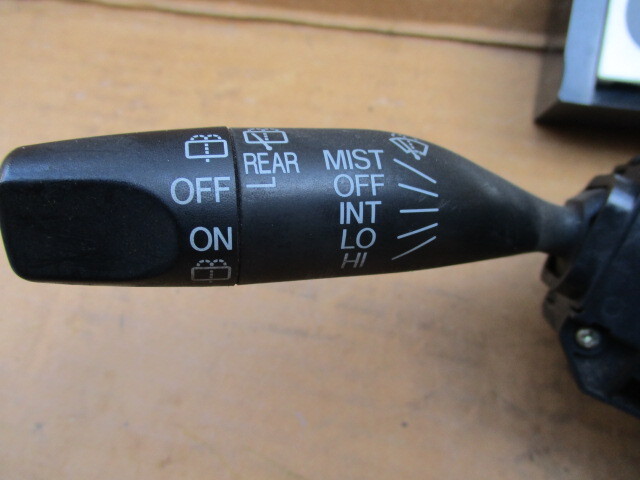 OFF
ON
REAR
MIST
OFF
INT
LO
HI